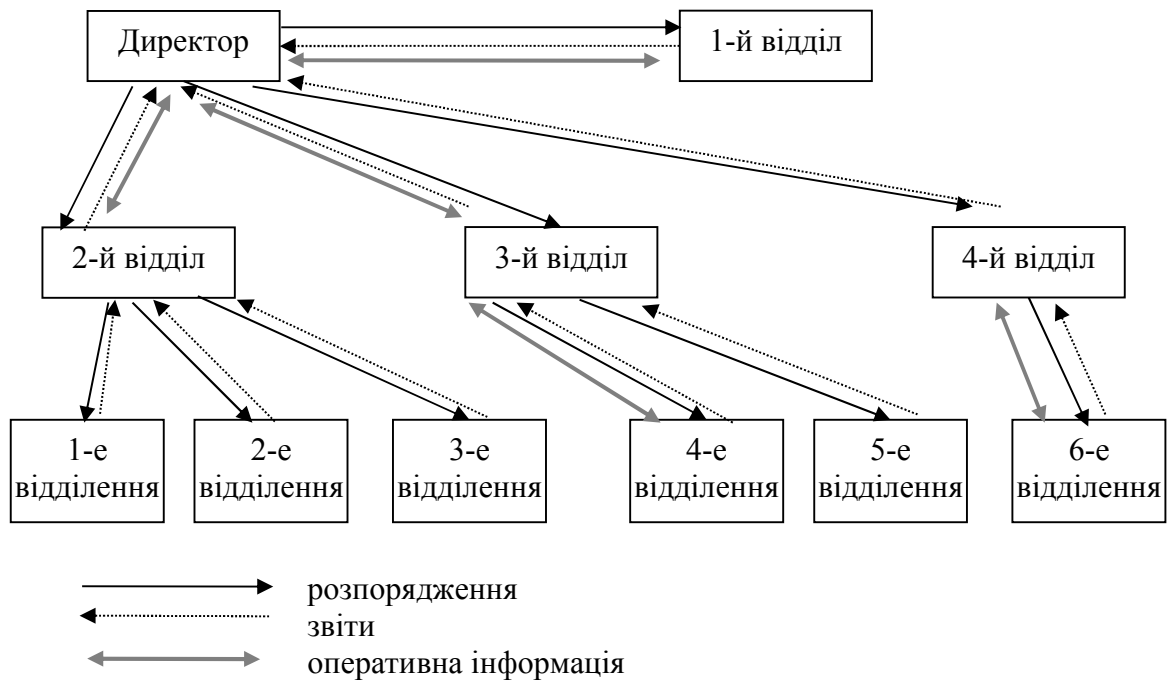 Директор
1-й відділ
2-й відділ
3-й відділ
4-й відділ
1-е
відділення
2-е
відділення
3-е
відділення
4-е
відділення
5-е
відділення
6-е
відділення
розпорядження
звіти
оперативна інформація